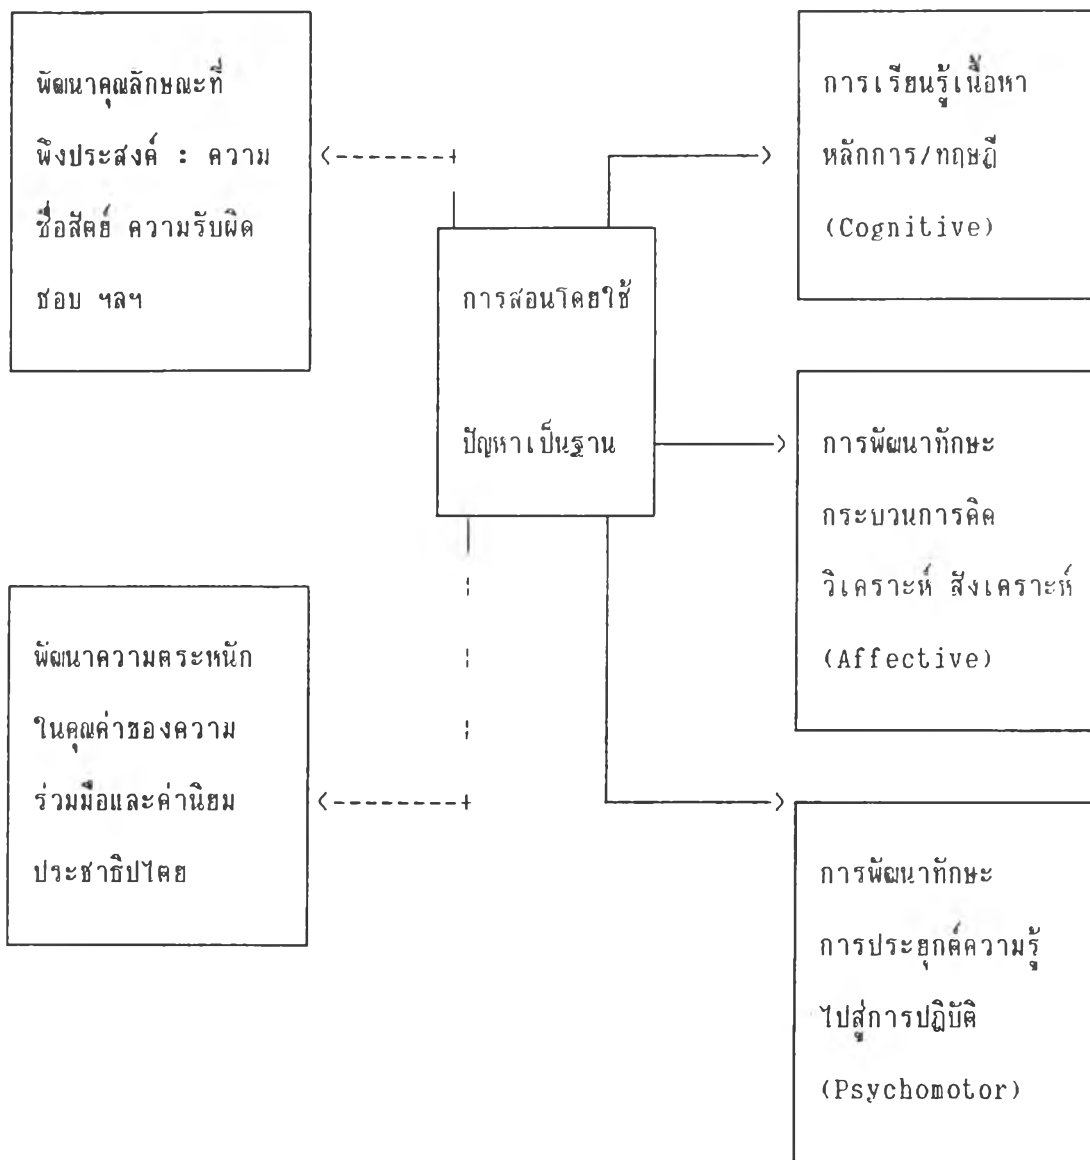 พัฒนาคุณลักษณะที่
พึงประสงค์ : ความ
ซื่อสัตย์ ความรับผิด
ชอบ ฯลฯ
การสอนโดยใช้
ปัญหาเป็นฐาน
การเรียนรู้เนื้อหา
หลักการ/ทฤษฎี
(Cognitive)
การพัฒนาทักษะ
กระบวนการคิด
วิเคราะห์ สังเคราะห์
(Affective)
พัฒนาความตระหนัก
ในคุณค่าของความ
ร่วมมือและค่านิยม
ประชาธิปไตย
การพัฒนาทักษะ
การประยุกต์ความรู้
ไปสู่การปฏิบัติ
(Psychomotor)